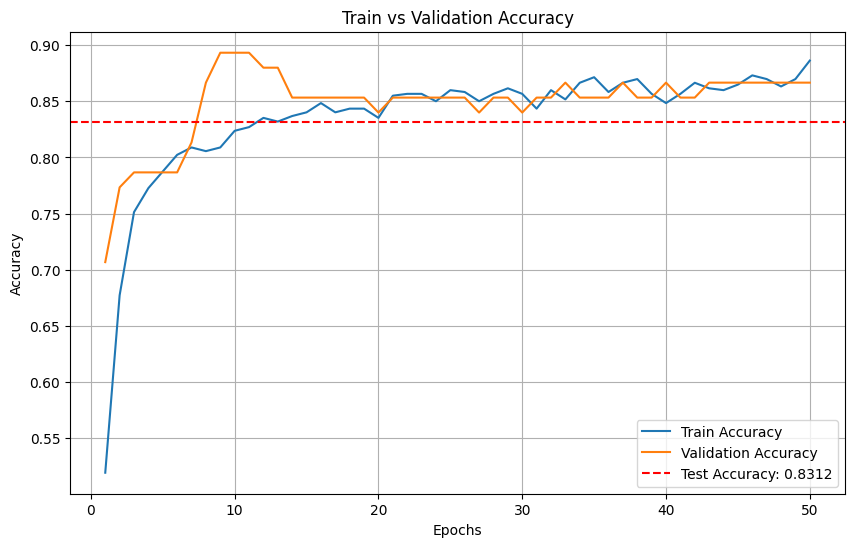 Train vs Validation Accuracy
0.90
0.85
0.80
0.75
0.70
0.65
0.60
0.55
Accuracy
Train Accuracy
Validation Accuracy
Test Accuracy: 0.8312
0 10 20 30 40 50
Epochs